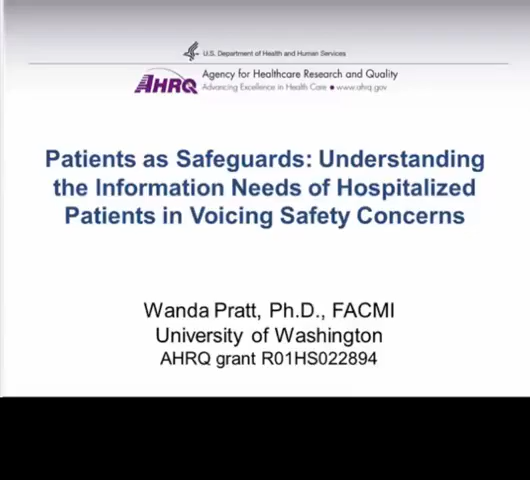 U.S. Department of Health and Human Services
AHRQ
Agency for Healthcare Research and Quality
Advancing Excellence in Health Care • www.ahrq.gov
Patients as Safeguards: Understanding
the Information Needs of Hospitalized
Patients in Voicing Safety Concerns
Wanda Pratt, Ph.D., FACMI
University of Washington
AHRQ grant R01HS022894